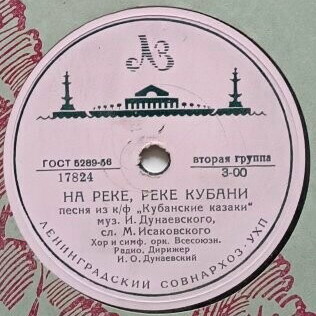 ЛЗ
ГОСТ 5289-56
вторая группа
17824
3-00
НА РЕКЕ, РЕКЕ КУБАНИ
песня из к/ф „Кубанские казаки"
муз. И. Дунаевского,
сл. М. Исаковского
Хор и симф. орк. Всесоюзн.
Радио, Дирижер
И. О. Дунаевский
ЛЕНИНГРАДСКИЙ СОВНАРХОЗ-УХП